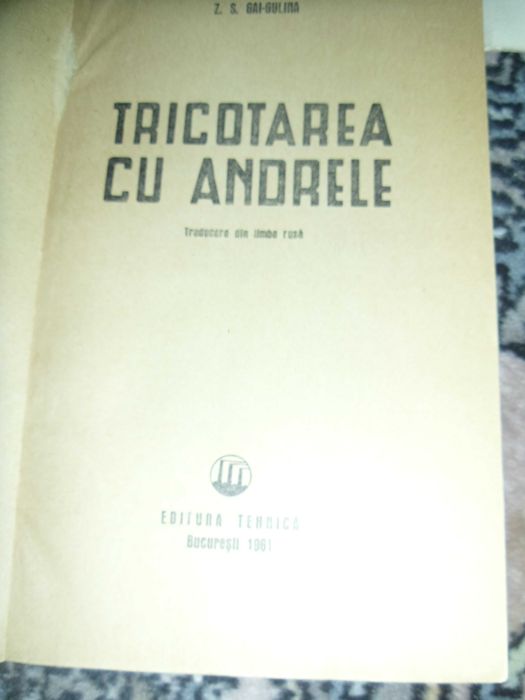 Z. S. GAI-GULINA
TRICOTAREA
CU ANDRELE
Traducere din limba rusă
EDITURA TEHNICĂ
București 1961